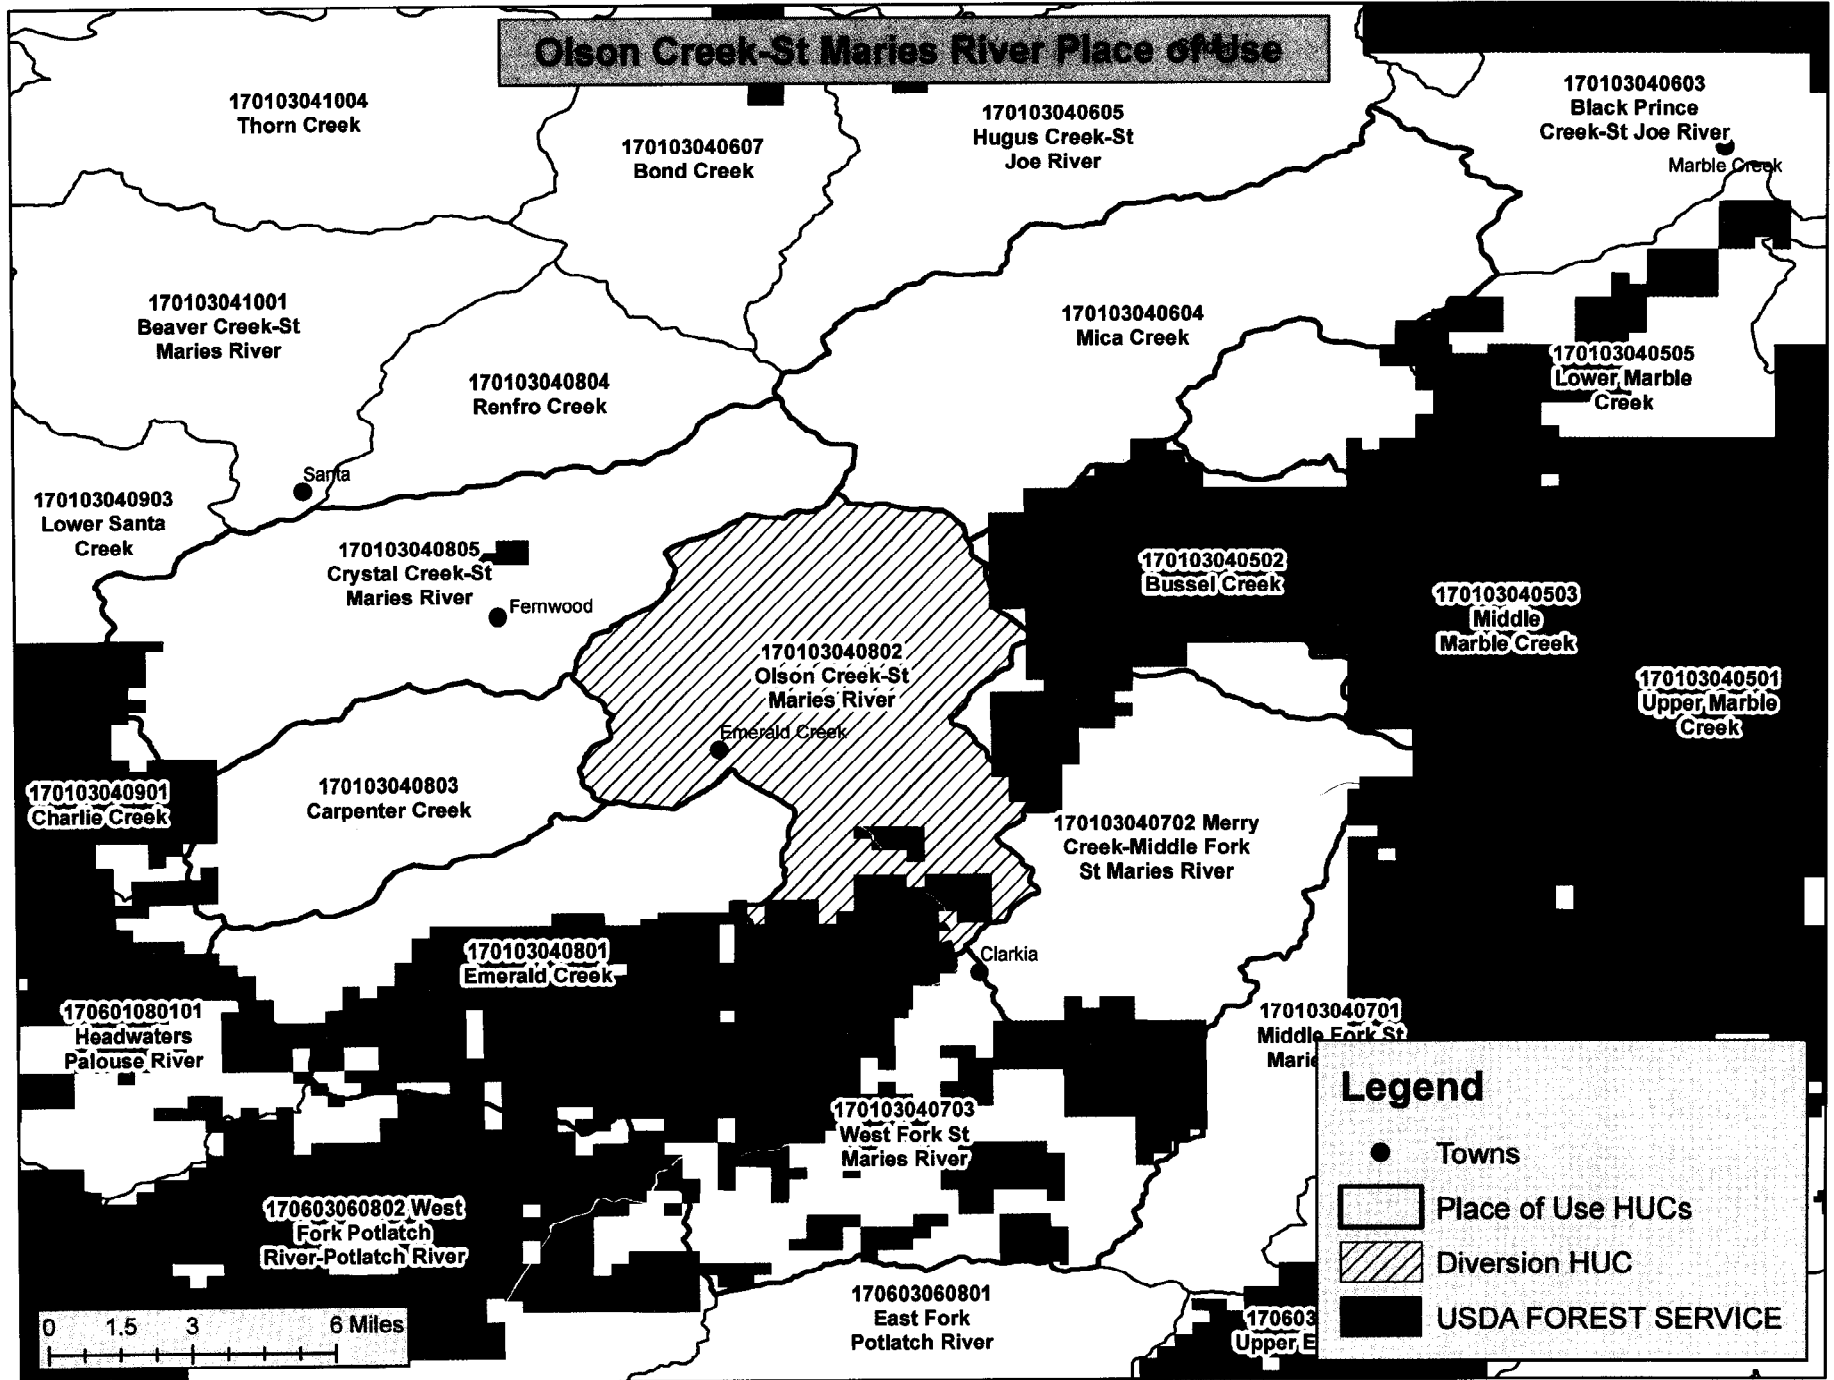 Olson Creek-St Maries River Place of Use
170103041004
Thorn Creek
170103040607
Bond Creek
170103040605
Hugus Creek-St
Joe River
170103040603
Black Prince
Creek-St Joe River
Marble Creek
170103041001
Beaver Creek-St
Maries River
170103040804
Renfro Creek
170103040604
Mica Creek
170103040505
Lower Marble
Creek
Santa
170103040903
Lower Santa
Creek
170103040805
Crystal Creek-St
Maries River
Fernwood
170103040502
Bussel Creek
170103040503
Middle
Marble Creek
170103040802
Olson Creek-St
Maries River
Emerald Creek
170103040501
Upper Marble
Creek
170103040901
Charlie Creek
170103040803
Carpenter Creek
170103040702 Merry
Creek-Middle Fork
St Maries River
170103040801
Emerald Creek
Clarkia
170601080101
Headwaters
Palouse River
170103040701
Middle Fork St
Marie
170103040703
West Fork St
Maries River
170603060802 West
Fork Potlatch
River-Potlatch River
170603060801
East Fork
Potlatch River
170603
Upper E
Legend
Towns
Place of Use HUCs
Diversion HUC
USDA FOREST SERVICE
0 1.5 3 6 Miles